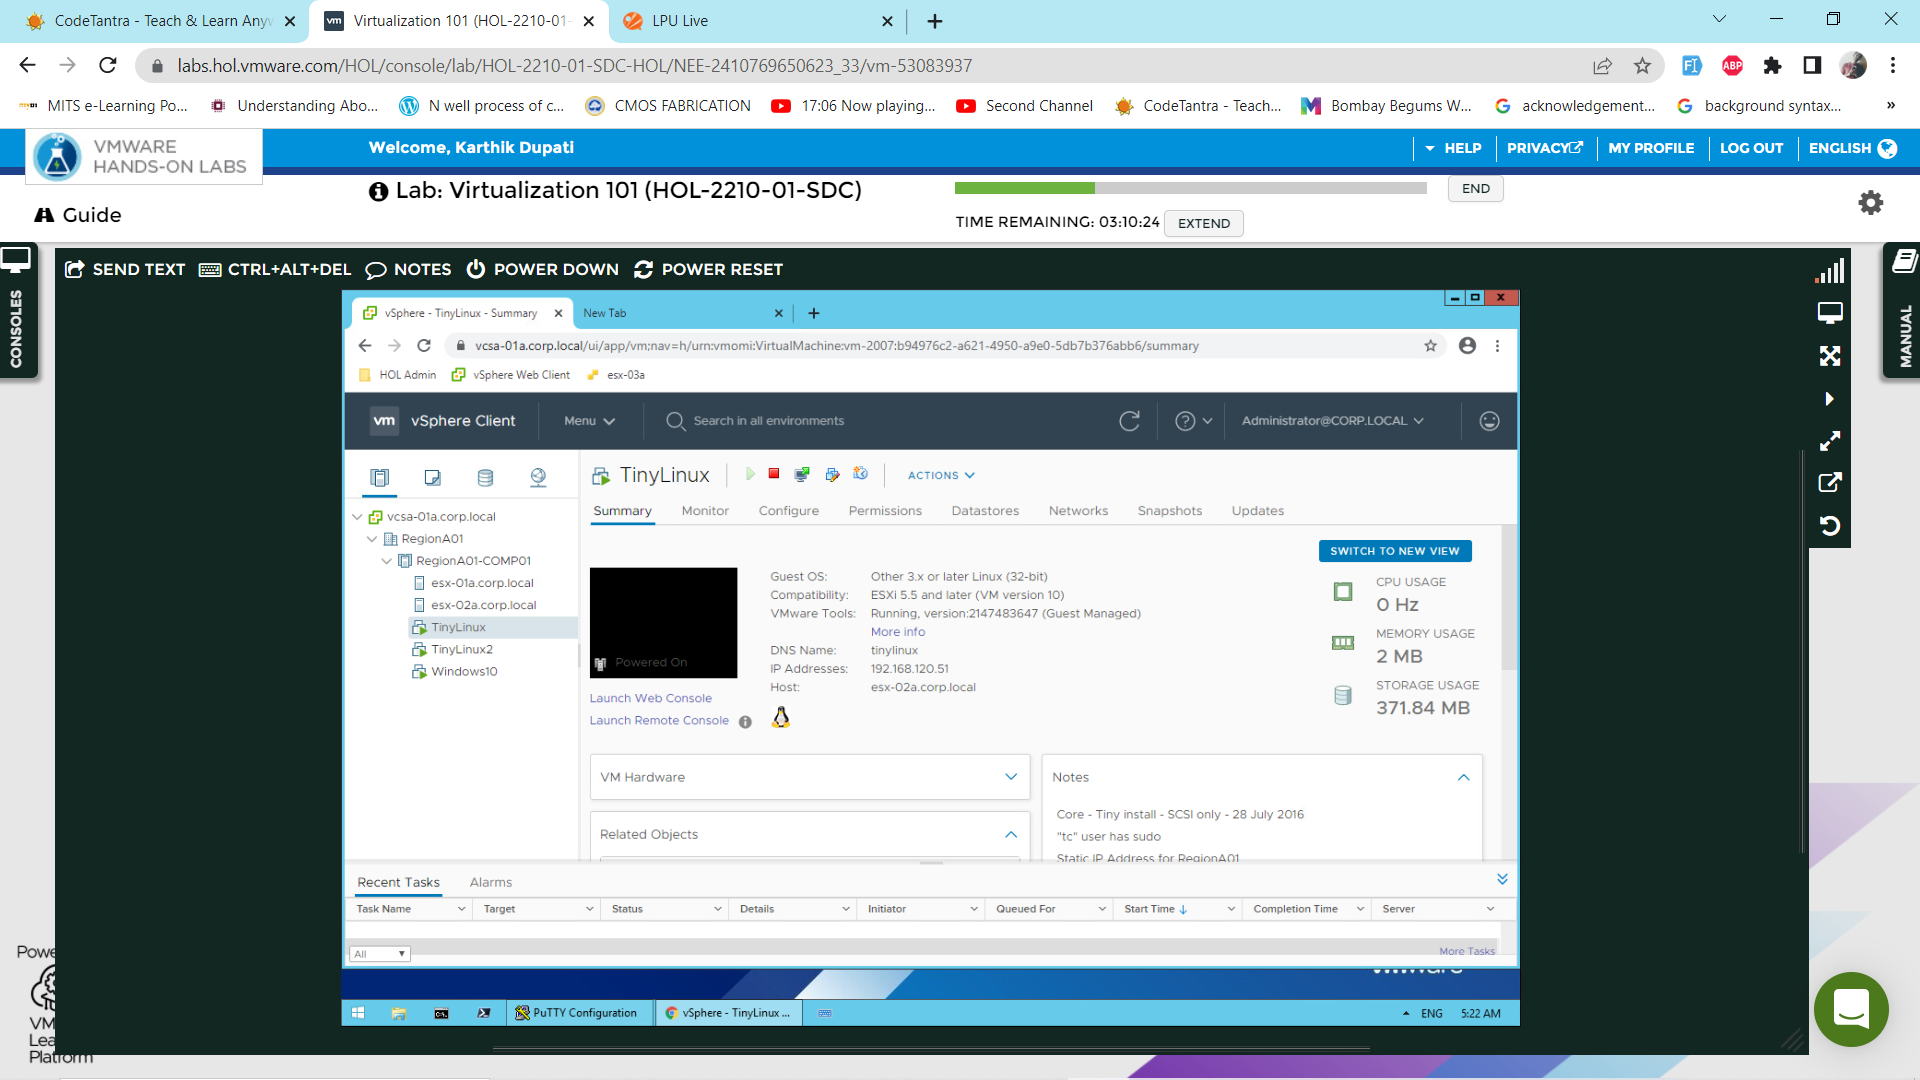 CodeTantra - Teach & Learn Anyw
Virtualization 101 (HOL-2210-01-
LPU Live
labs.hol.vmware.com/HOL/console/lab/HOL-2210-01-SDC-HOL/NEE-2410769650623_33/vm-53083937
MITS e-Learning Po...
Understanding Abo...
N well process of c...
CMOS FABRICATION
17:06 Now playing...
Second Channel
CodeTantra - Teach...
Bombay Begums W...
acknowledgement...
background syntax...
»
VMWARE
HANDS-ON LABS
Welcome, Karthik Dupati
HELP
PRIVACY
MY PROFILE
LOG OUT
ENGLISH
Lab: Virtualization 101 (HOL-2210-01-SDC)
END
Guide
TIME REMAINING: 03:10:24
EXTEND
CONSOLES
MANUAL
SEND TEXT
CTRL+ALT+DEL
NOTES
POWER DOWN
POWER RESET
vSphere - TinyLinux - Summary
New Tab
vcsa-01a.corp.local/ui/app/vm;nav=h/urn:vmomi:VirtualMachine:vm-2007:b94976c2-a621-4950-a9e0-5db7b376abb6/summary
HOL Admin
vSphere Web Client
esx-03a
vm
vSphere Client
Menu
Search in all environments
Administrator@CORP.LOCAL
vcsa-01a.corp.local
RegionA01
RegionA01-COMP01
esx-01a.corp.local
esx-02a.corp.local
TinyLinux
TinyLinux2
Windows10
TinyLinux
ACTIONS
Summary
Monitor
Configure
Permissions
Datastores
Networks
Snapshots
Updates
SWITCH TO NEW VIEW
Powered On
Launch Web Console
Launch Remote Console
Guest OS: Other 3.x or later Linux (32-bit)
Compatibility: ESXi 5.5 and later (VM version 10)
VMware Tools: Running, version:2147483647 (Guest Managed)
More info
DNS Name: tinylinux
IP Addresses: 192.168.120.51
Host: esx-02a.corp.local
CPU USAGE
0 Hz
MEMORY USAGE
2 MB
STORAGE USAGE
371.84 MB
VM Hardware
Related Objects
Notes
Core - Tiny install - SCSI only - 28 July 2016
"tc" user has sudo
Static IP Address for RegionA01
Recent Tasks
Alarms
Task Name
Target
Status
Details
Initiator
Queued For
Start Time ↓
Completion Time
Server
All
More Tasks
vmware
PuTTY Configuration
vSphere - TinyLinux ...
ENG
5:22 AM
Powe
VM
Lea
Platform